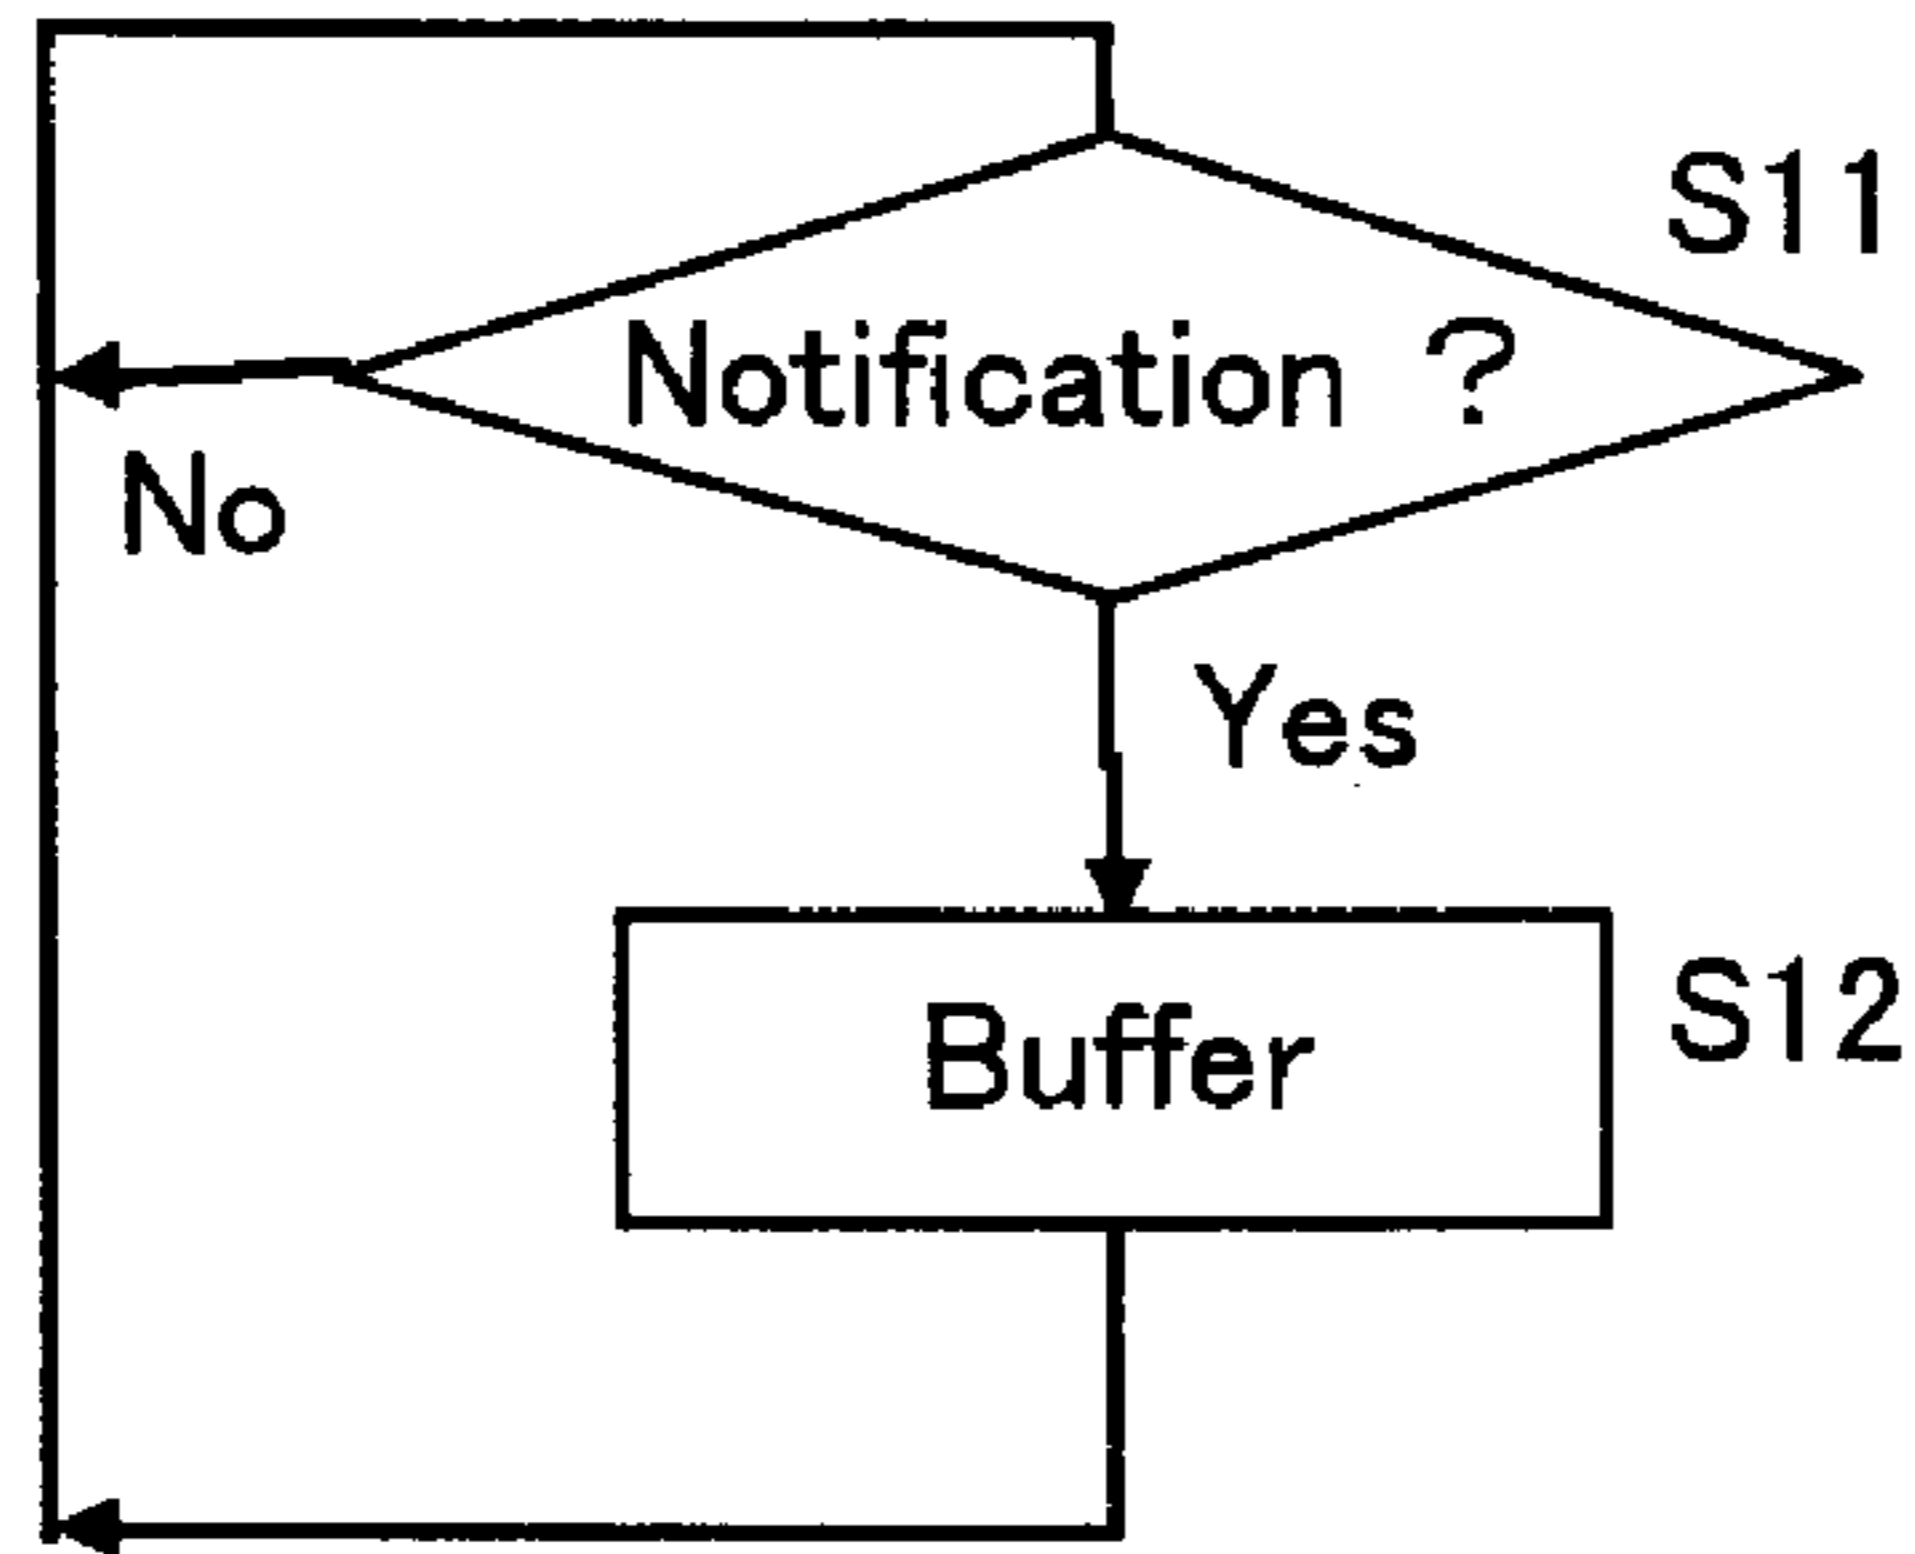 S11
Notification ?
No
Yes
Buffer
S12